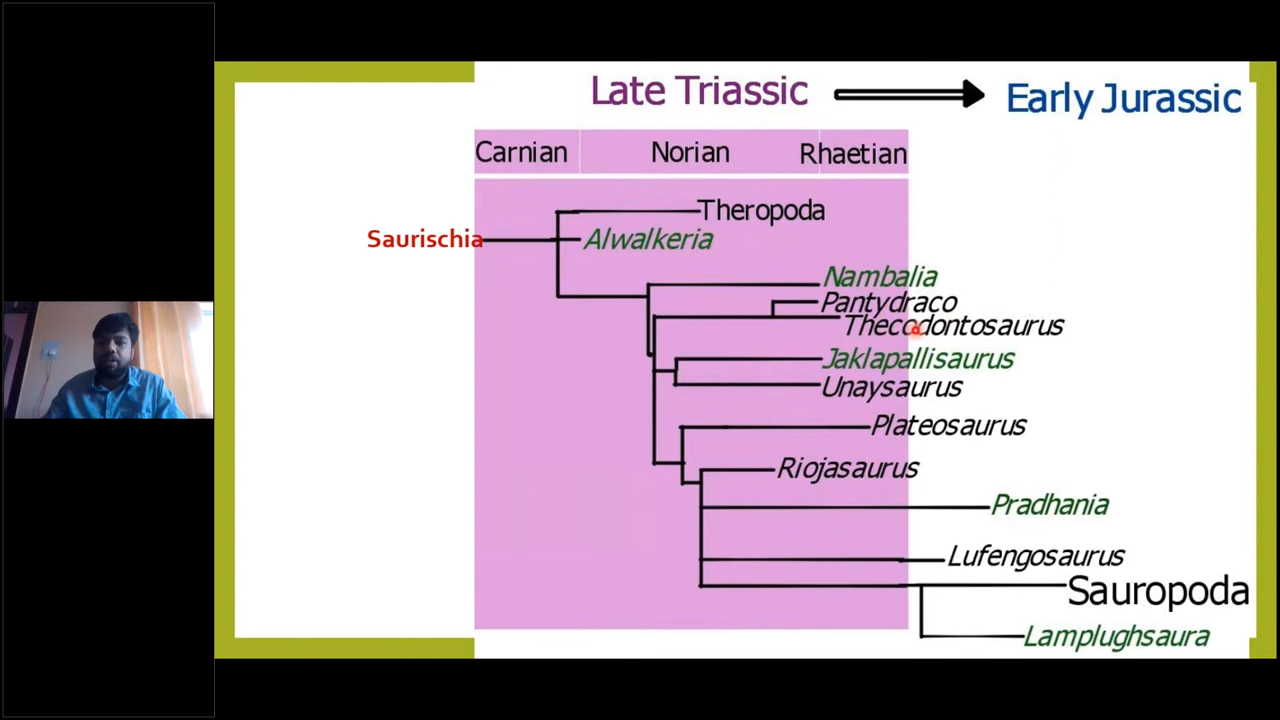 Late Triassic
Early Jurassic
Carnian
Norian
Rhaetian
Theropoda
Saurischia
Alwalkeria
Nambalia
Pantydraco
Thecodontosaurus
Jaklapallisaurus
Unaysaurus
Plateosaurus
Riojasaurus
Pradhania
Lufengosaurus
Sauropoda
Lamplughsaura